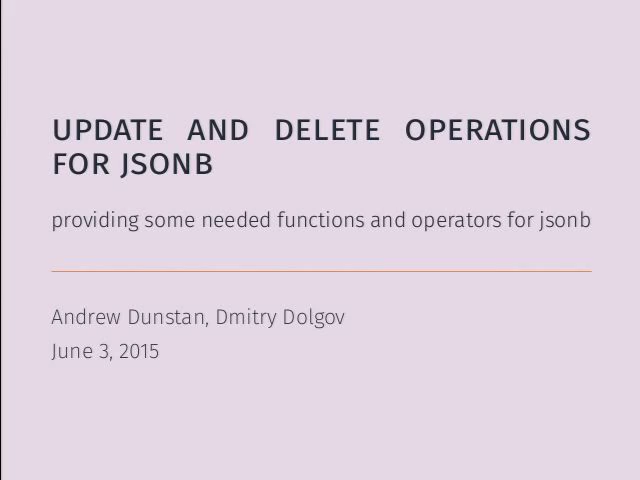 UPDATE AND DELETE OPERATIONS
FOR JSONB
providing some needed functions and operators for jsonb
Andrew Dunstan, Dmitry Dolgov
June 3, 2015